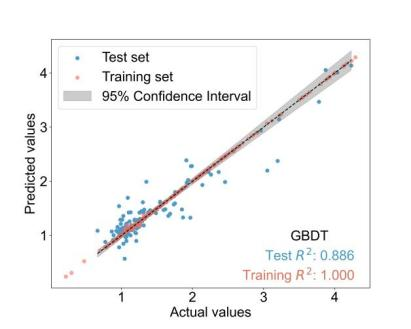 Test set
Training set
95% Confidence Interval
4
3
2
1
Predicted values
GBDT
Test R²: 0.886
Training R²: 1.000
1 2 3 4
Actual values